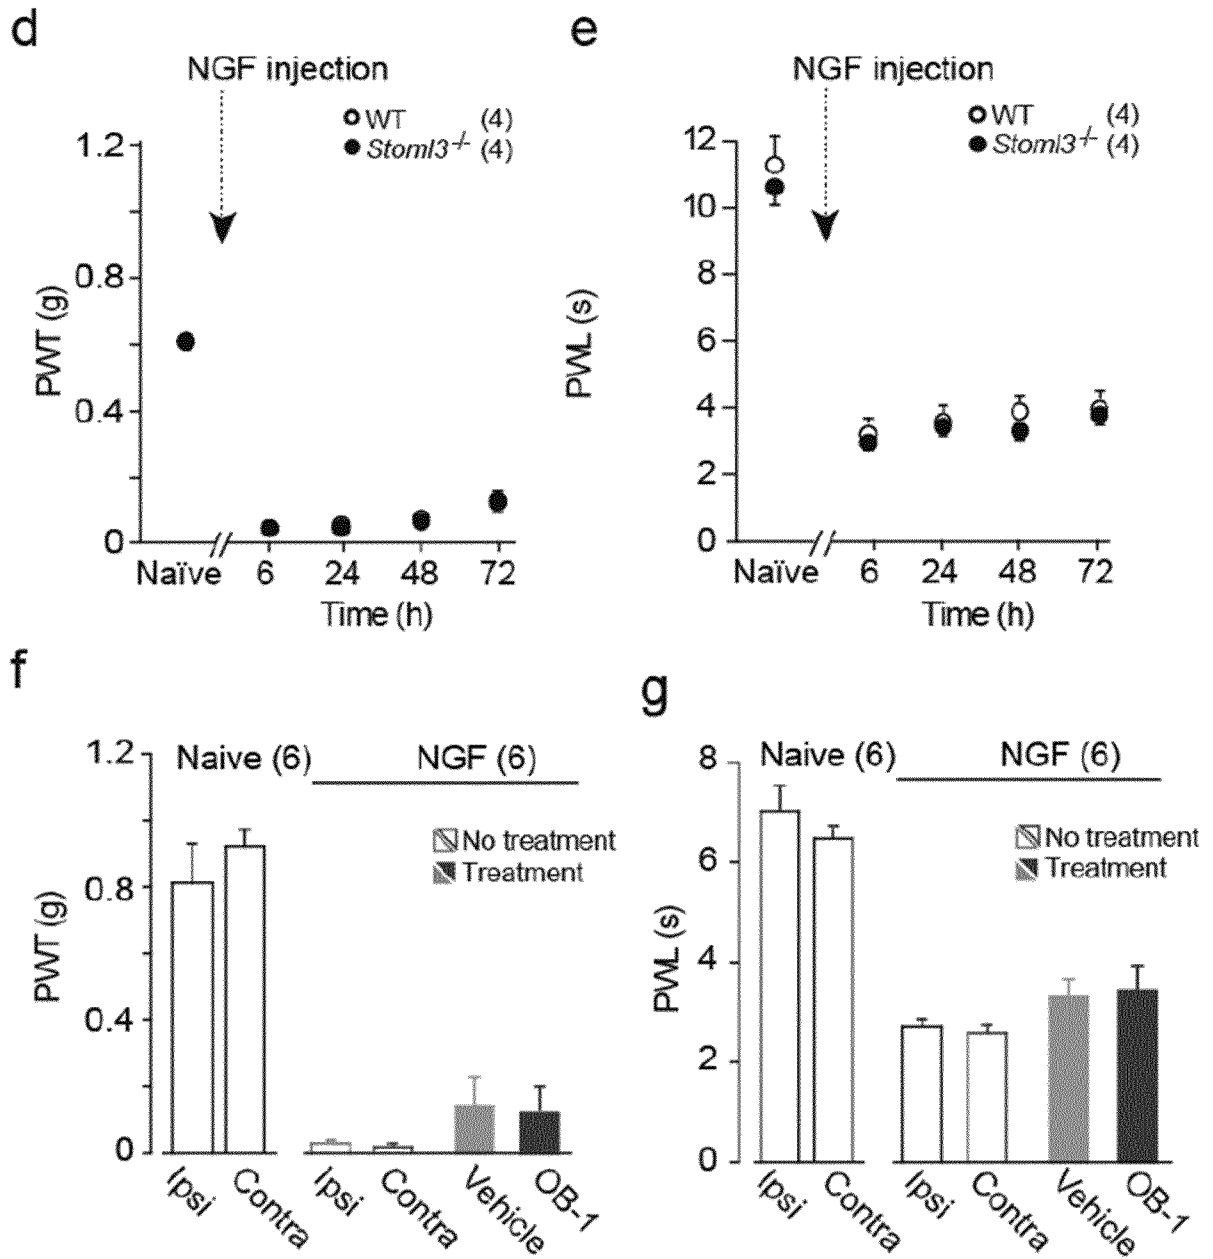 d
NGF injection
WT (4)
Stoml3-/- (4)
1.2
0.8
0.4
0
PWT (g)
Naïve 6 24 48 72
Time (h)
e
NGF injection
WT (4)
Stoml3-/- (4)
12
10
8
6
4
2
0
PWL (s)
Naïve 6 24 48 72
Time (h)
f
Naive (6) NGF (6)
No treatment
Treatment
1.2
0.8
0.4
0
PWT (g)
Ipsi Contra Ipsi Contra Vehicle OB-1
g
Naive (6) NGF (6)
No treatment
Treatment
8
6
4
2
0
PWL (s)
Ipsi Contra Ipsi Contra Vehicle OB-1